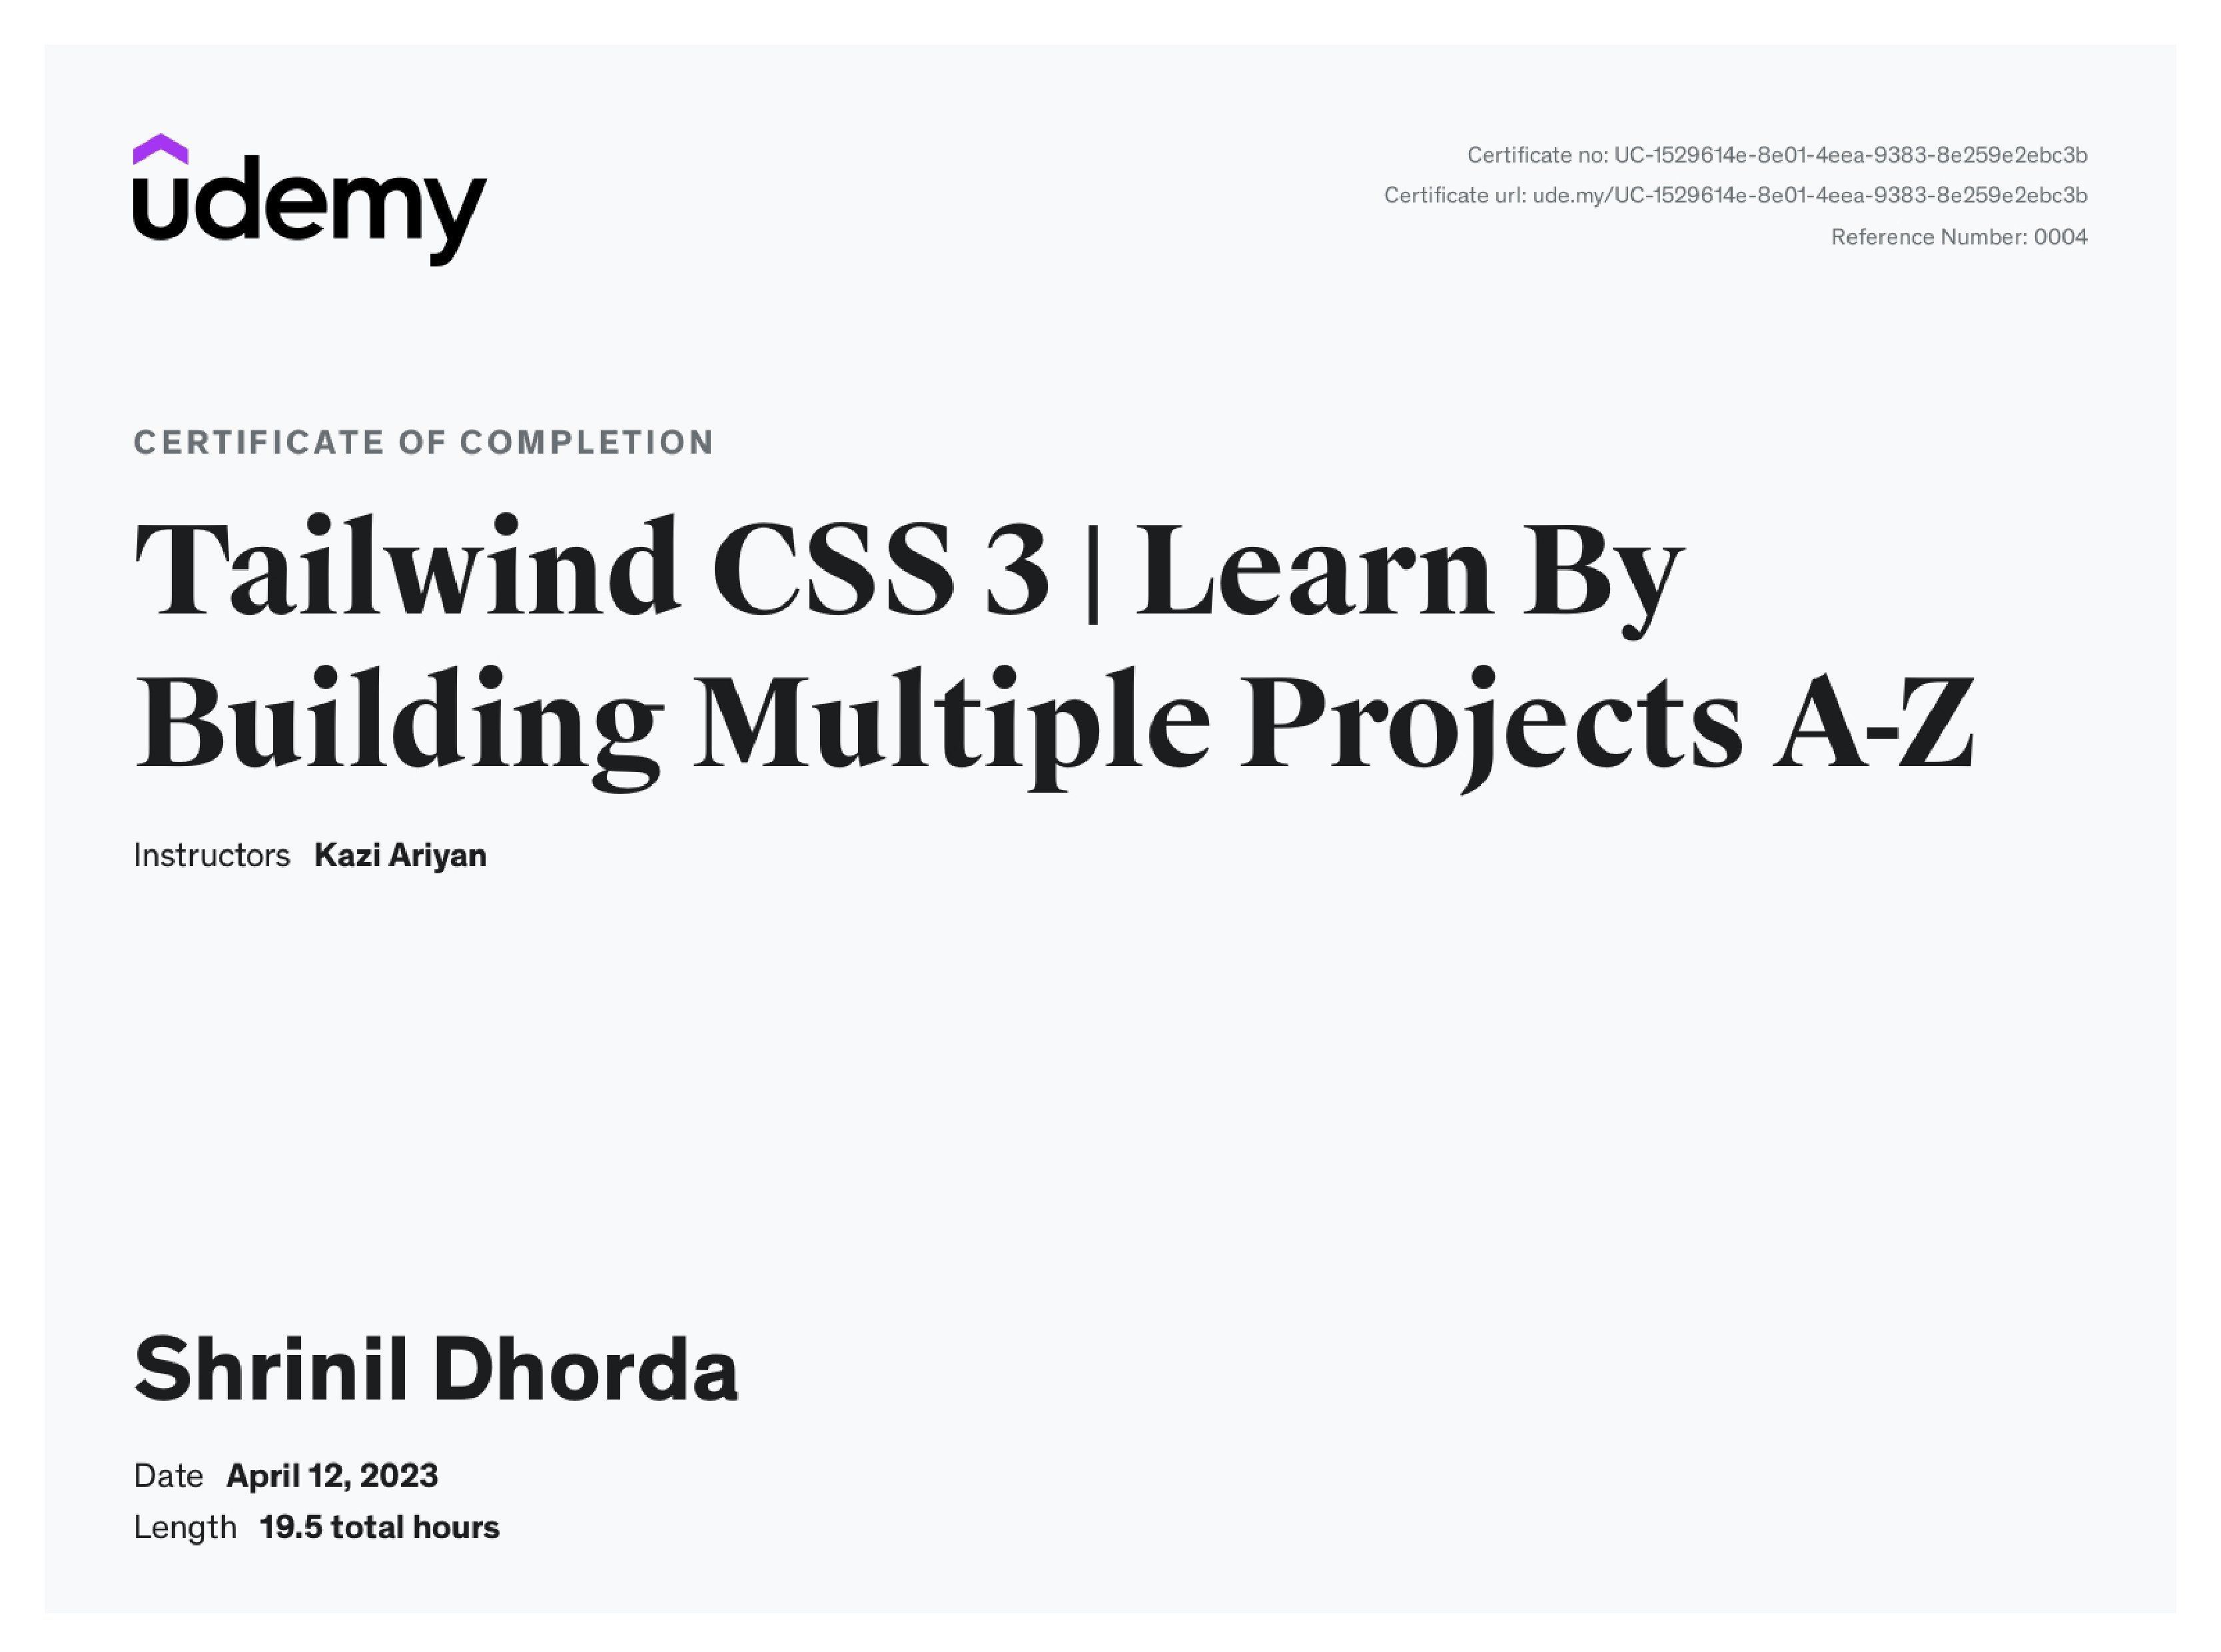 udemy
Certificate no: UC-1529614e-8e01-4eea-9383-8e259e2ebc3b
Certificate url: ude.my/UC-1529614e-8e01-4eea-9383-8e259e2ebc3b
Reference Number: 0004
CERTIFICATE OF COMPLETION
Tailwind CSS 3 | Learn By
Building Multiple Projects A-Z
Instructors Kazi Ariyan
Shrinil Dhorda
Date April 12, 2023
Length 19.5 total hours